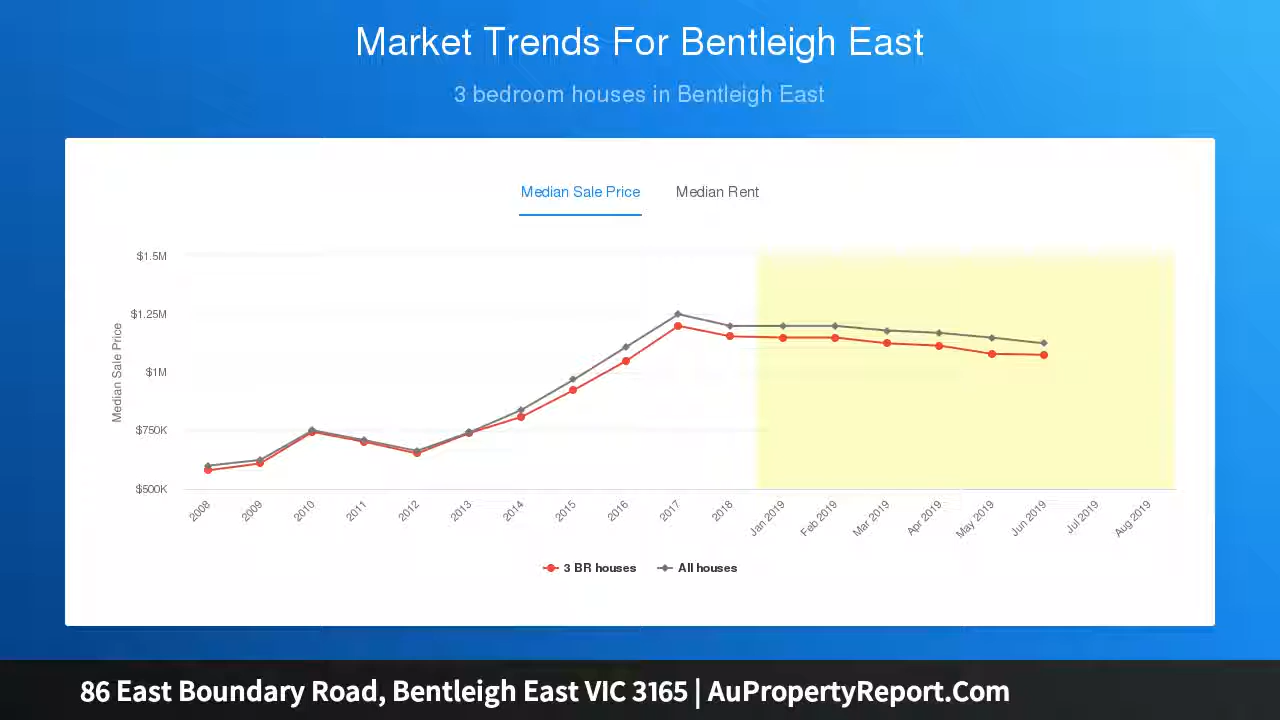 Market Trends For Bentleigh East
3 bedroom houses in Bentleigh East
Median Sale Price Median Rent
$1.5M
$1.25M
$1M
$750K
$500K
Median Sale Price
2008 2009 2010 2011 2012 2013 2014 2015 2016 2017 2018 Jan 2019 Feb 2019 Mar 2019 Apr 2019 May 2019 Jun 2019 Jul 2019 Aug 2019
3 BR houses All houses
86 East Boundary Road, Bentleigh East VIC 3165 | AuPropertyReport.Com